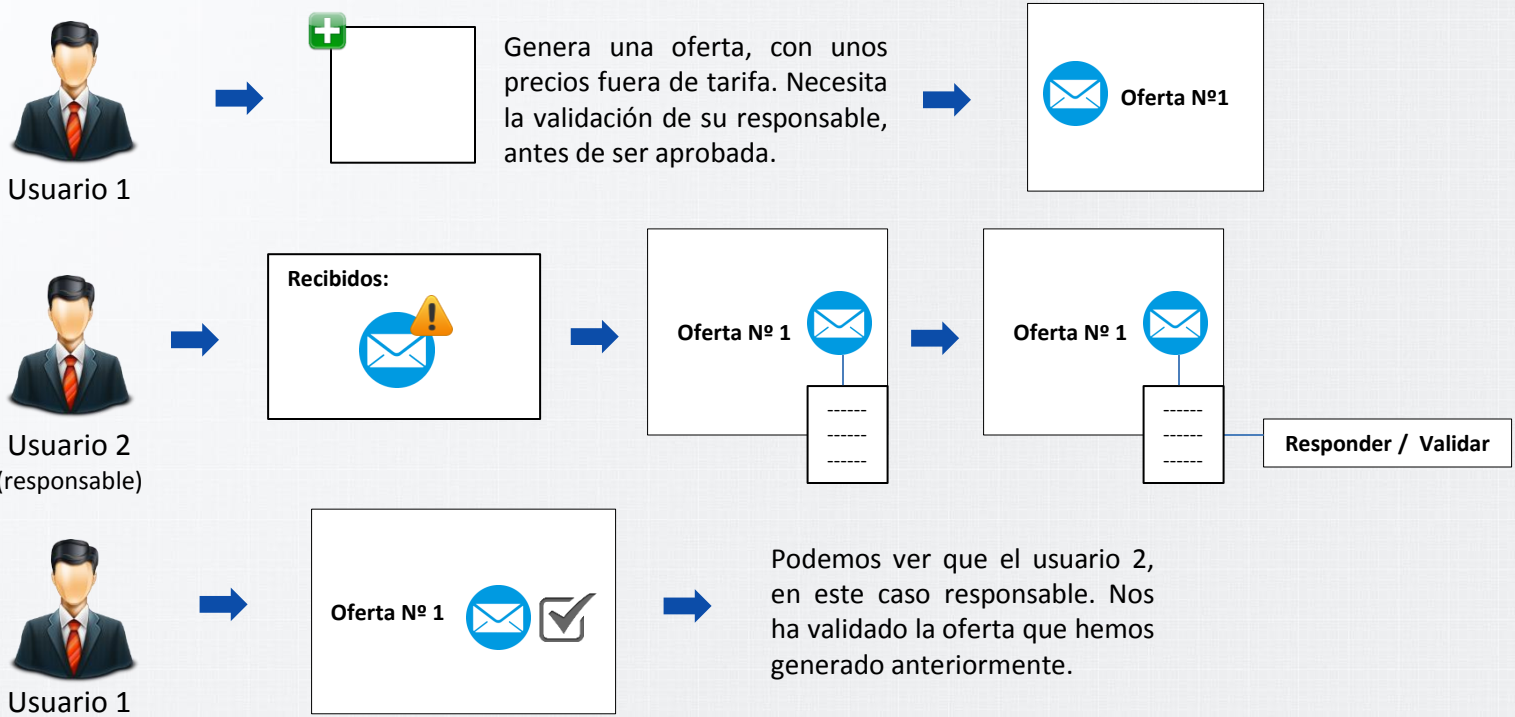 Genera una oferta, con unos
precios fuera de tarifa. Necesita
la validación de su responsable,
antes de ser aprobada.
Oferta Nº1
Usuario 1
Recibidos:
Oferta Nº 1
Oferta Nº 1
------
------
------
------
------
------
Responder / Validar
Usuario 2
(responsable)
Oferta Nº 1
Podemos ver que el usuario 2,
en este caso responsable. Nos
ha validado la oferta que hemos
generado anteriormente.
Usuario 1